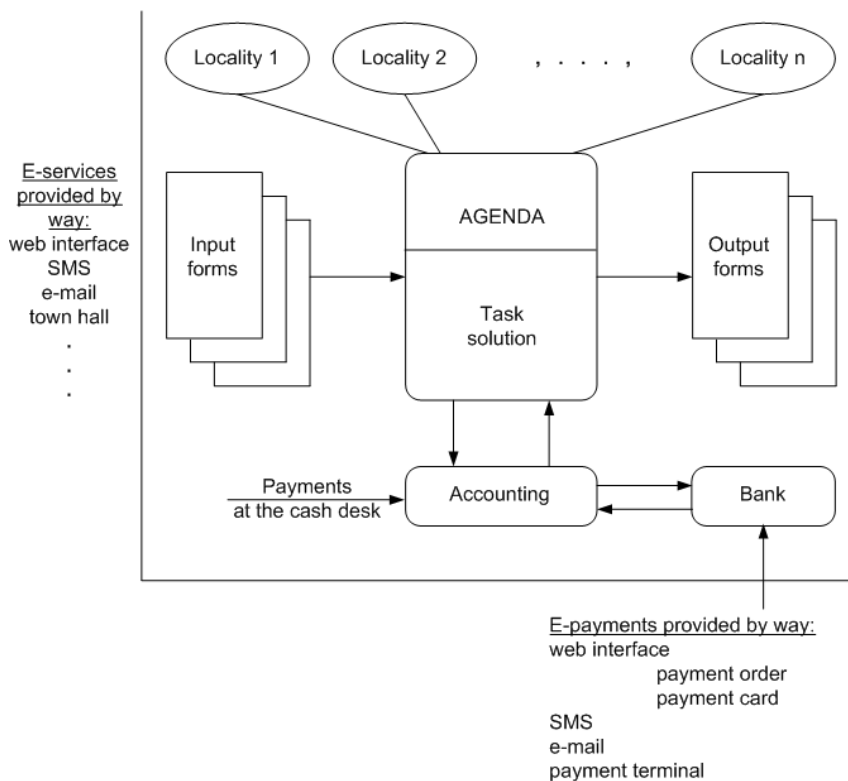 Locality 1
Locality 2
, . . . . ,
Locality n
E-services
provided by
way:
web interface
SMS
e-mail
town hall
.
.
.
Input
forms
AGENDA
Task
solution
Output
forms
Payments
at the cash desk
Accounting
Bank
E-payments provided by way:
web interface
payment order
payment card
SMS
e-mail
payment terminal